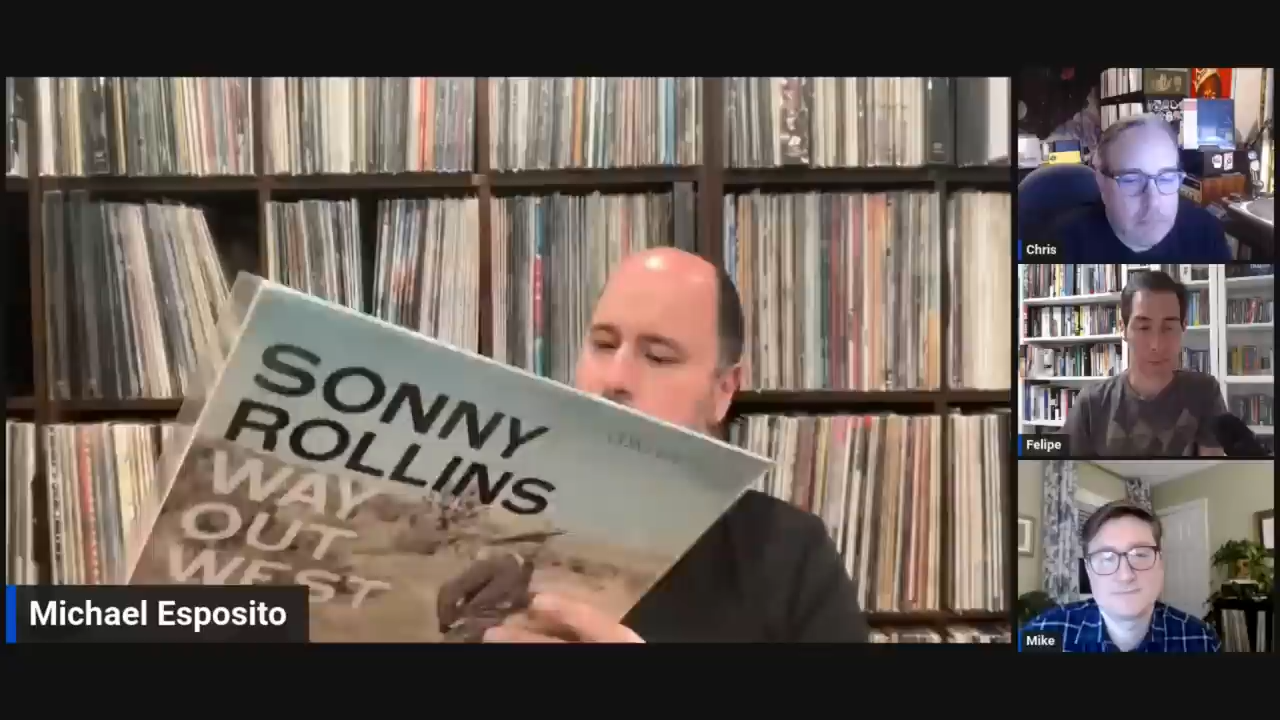 SONNY
ROLLINS
WAY
OUT
WEST
Michael Esposito
Chris
Felipe
Mike